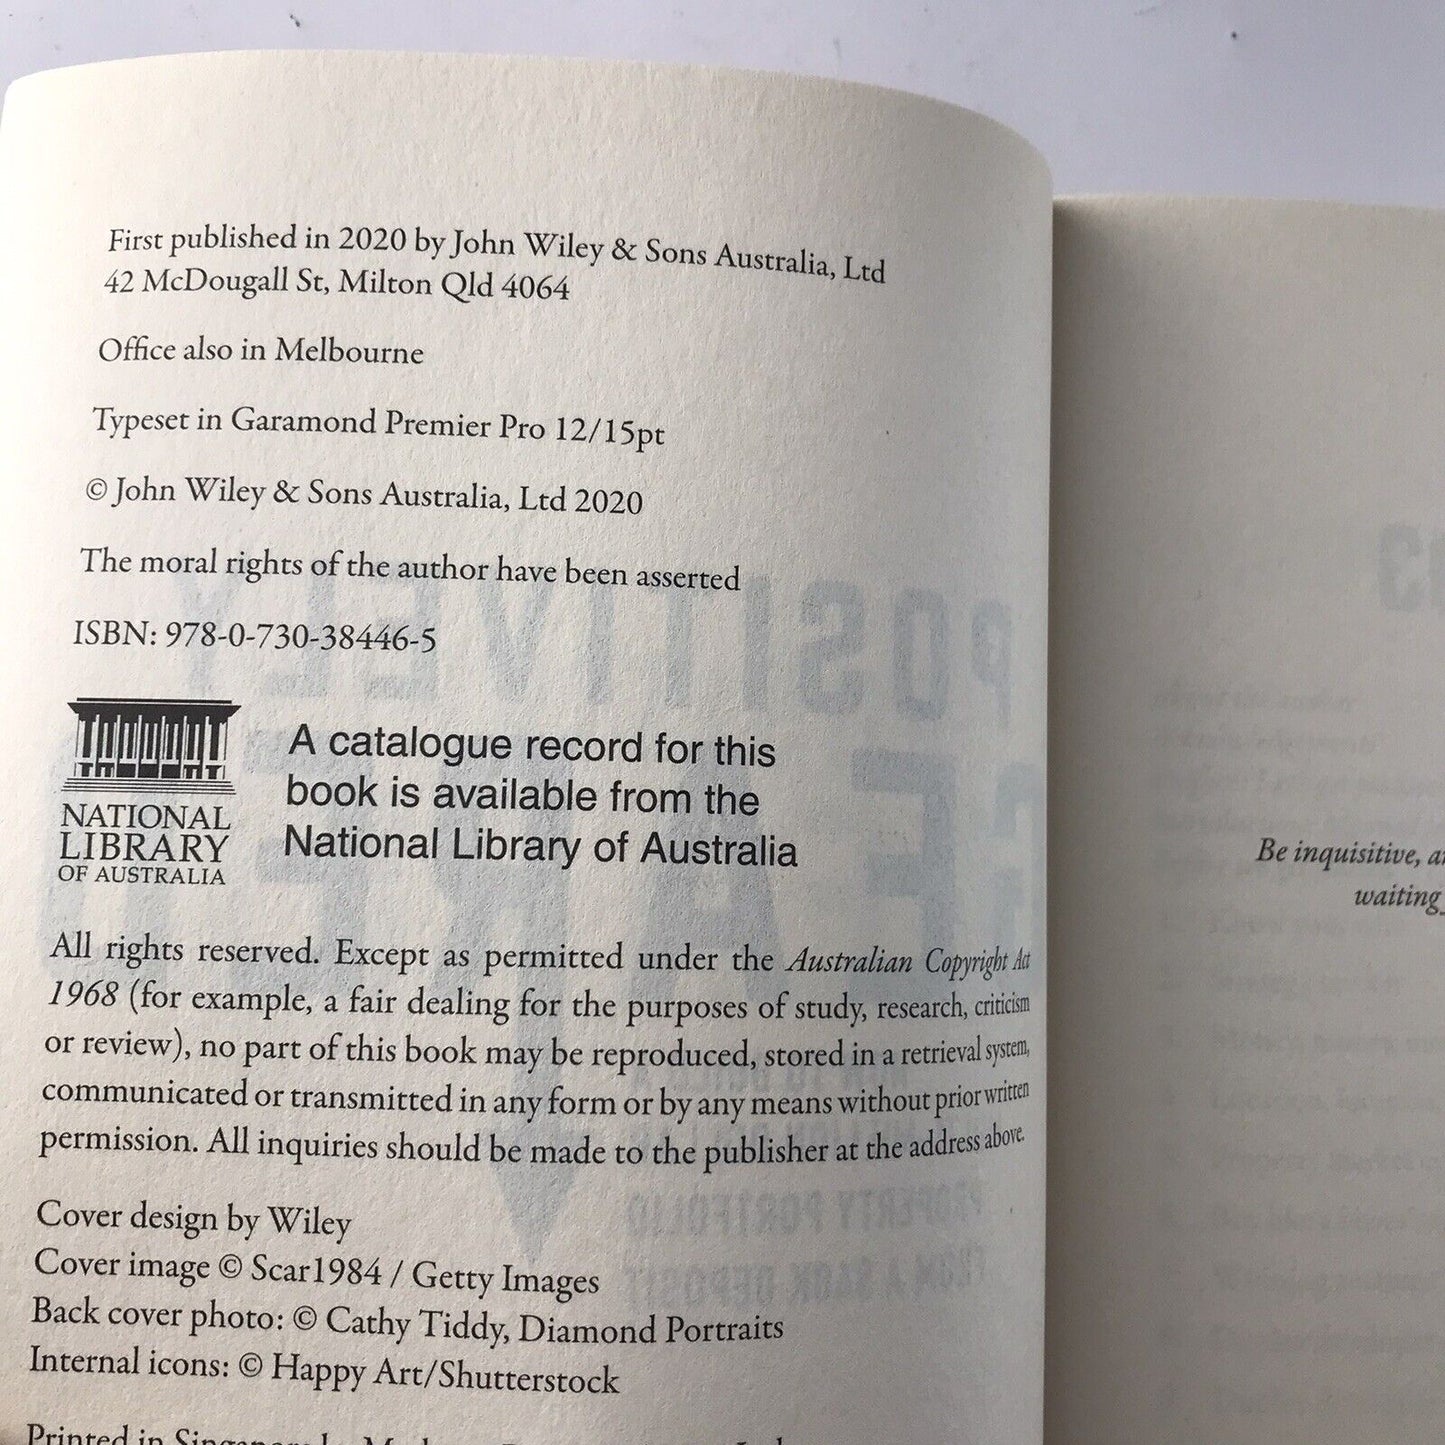 First published in 2020 by John Wiley & Sons Australia, Ltd
42 McDougall St, Milton Qld 4064
Office also in Melbourne
Typeset in Garamond Premier Pro 12/15pt
© John Wiley & Sons Australia, Ltd 2020
The moral rights of the author have been asserted
ISBN: 978-0-730-38446-5
NATIONAL
LIBRARY
OF AUSTRALIA
A catalogue record for this
book is available from the
National Library of Australia
All rights reserved. Except as permitted under the Australian Copyright Act
1968 (for example, a fair dealing for the purposes of study, research, criticism
or review), no part of this book may be reproduced, stored in a retrieval system,
communicated or transmitted in any form or by any means without prior written
permission. All inquiries should be made to the publisher at the address above.
Cover design by Wiley
Cover image © Scar1984 / Getty Images
Back cover photo: © Cathy Tiddy, Diamond Portraits
Internal icons: © Happy Art/Shutterstock
Printed in Singapore by
Be inquisitive,
waiting